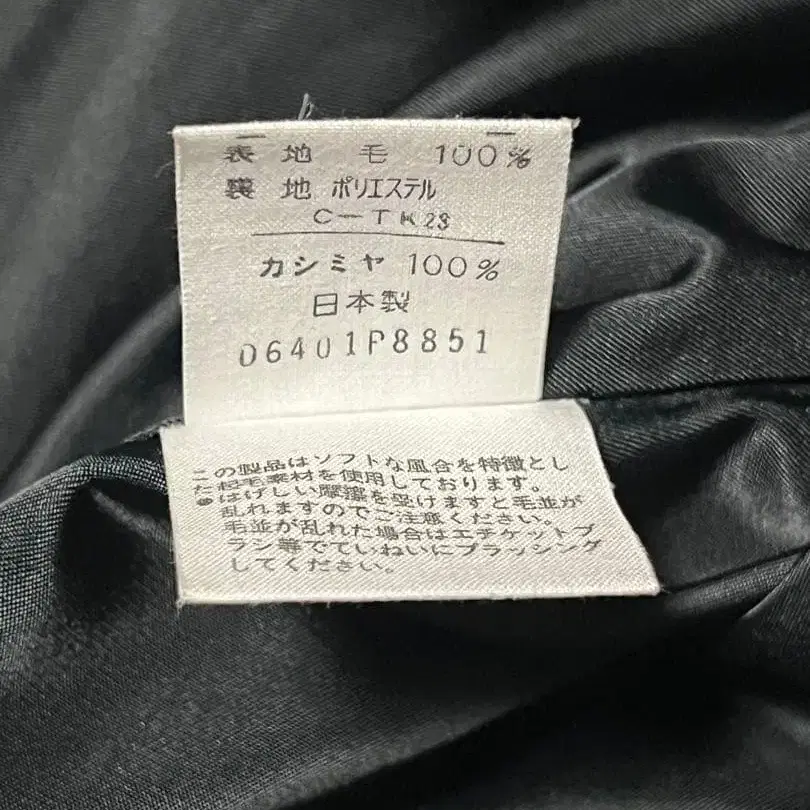 表地 毛 100%
裏地 ポリエステル
C-TK23
カシミヤ 100%
日本製
06401P8851
この製品はソフトな風合を特徴とし
た起毛素材を使用しております。
●はげしい摩擦を受けますと毛並が
乱れますのでご注意ください。
毛並が乱れた場合はエチケットブ
ラシ等でていねいにブラッシング
してください。